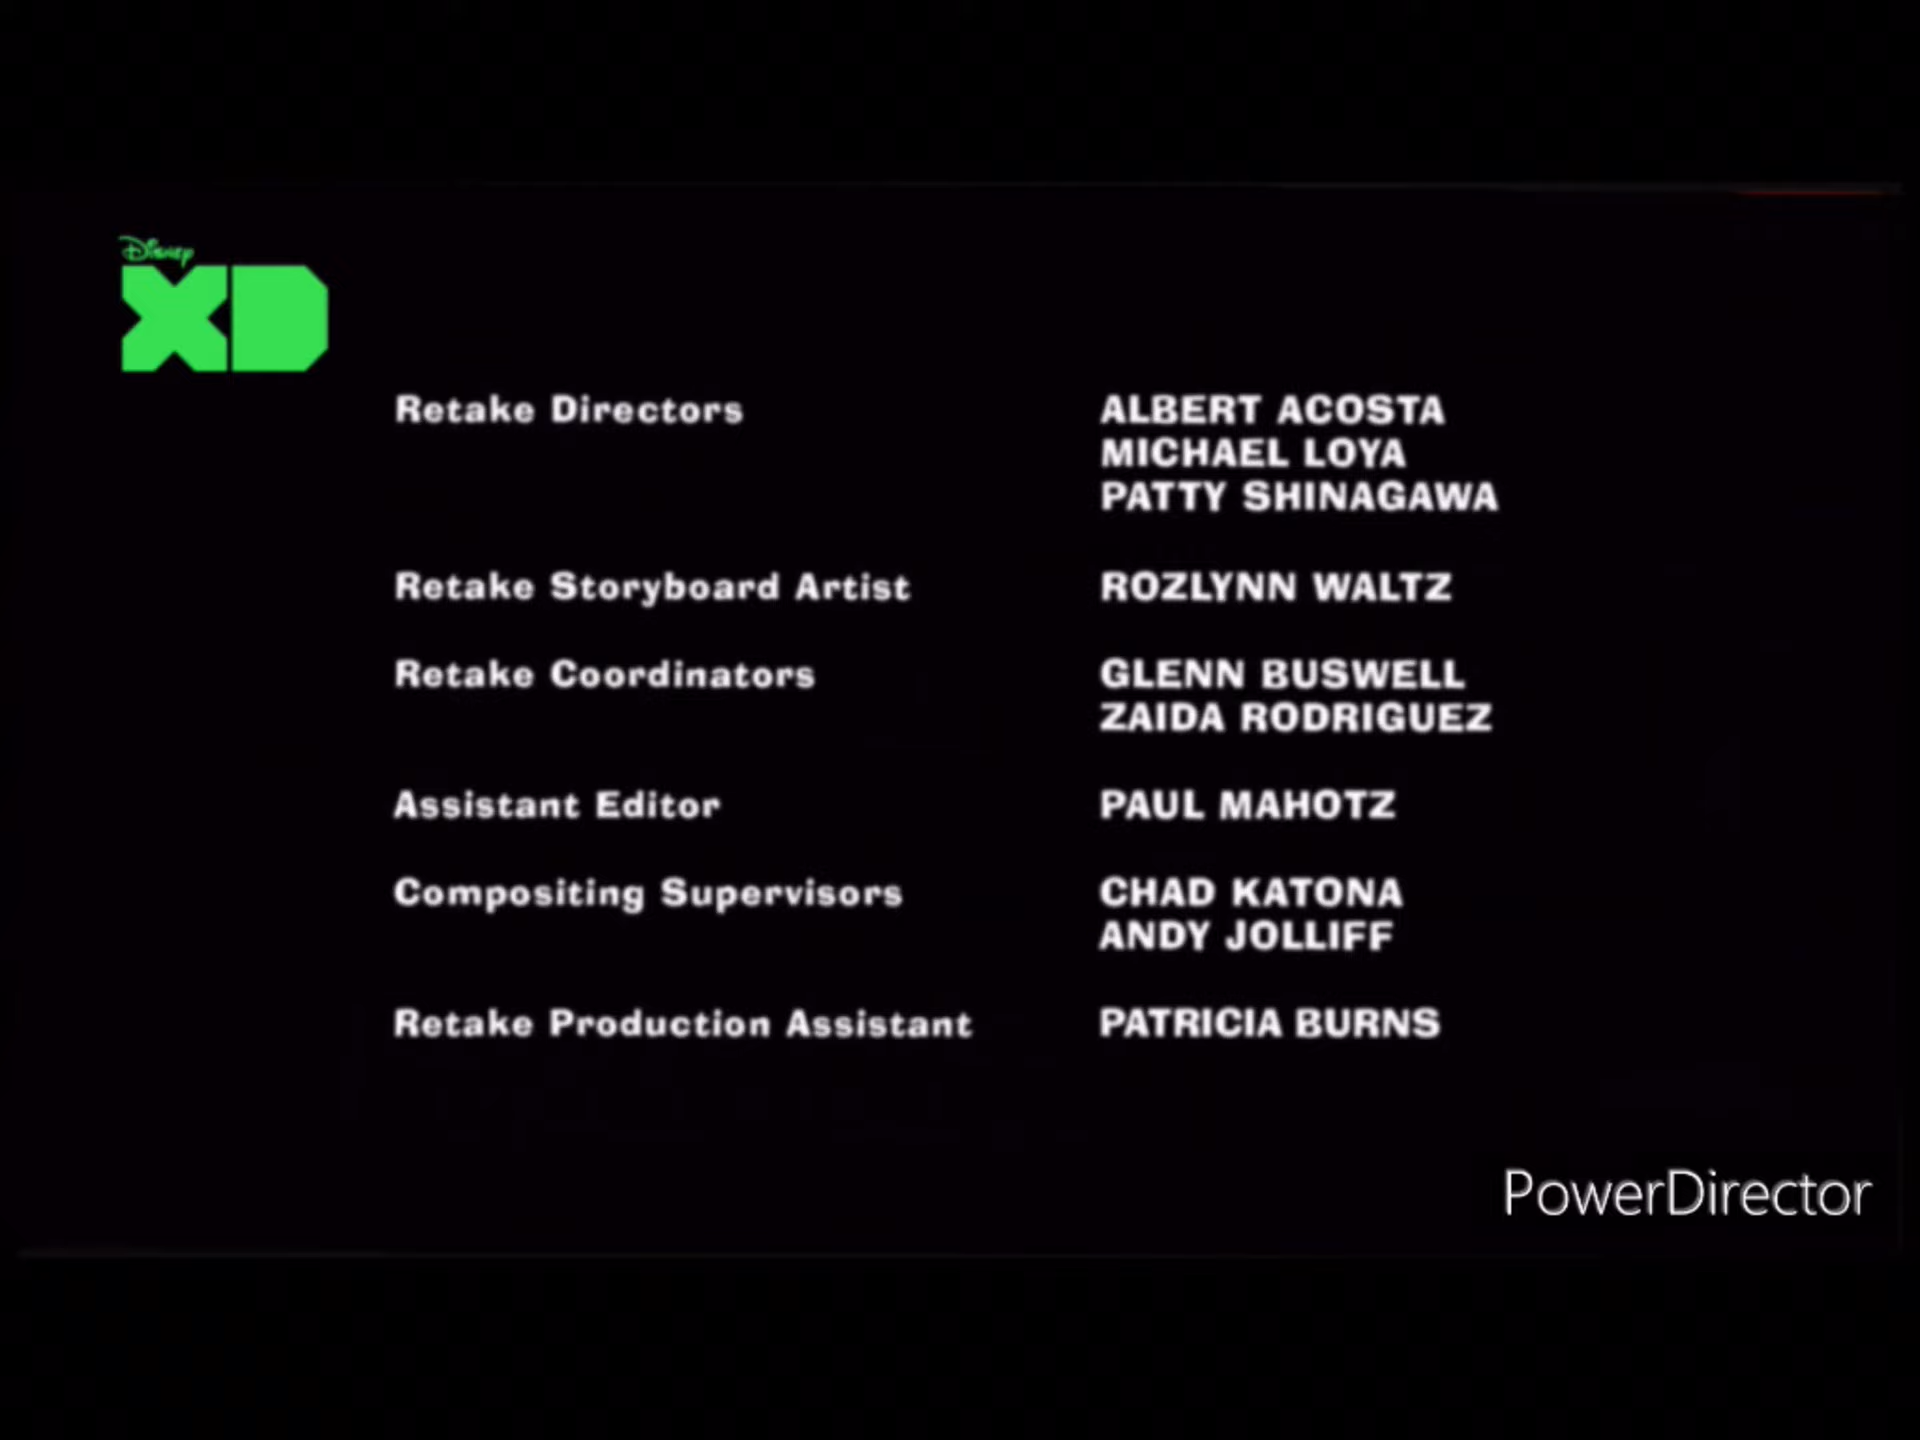 Disney
XD
Retake Directors ALBERT ACOSTA
MICHAEL LOYA
PATTY SHINAGAWA
Retake Storyboard Artist ROZLYNN WALTZ
Retake Coordinators GLENN BUSWELL
ZAIDA RODRIGUEZ
Assistant Editor PAUL MAHOTZ
Compositing Supervisors CHAD KATONA
ANDY JOLLIFF
Retake Production Assistant PATRICIA BURNS
PowerDirector